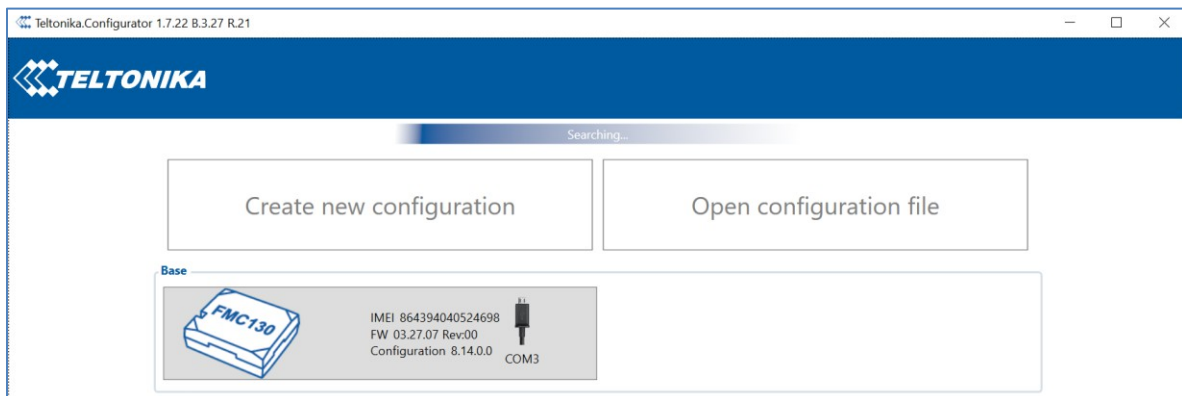 Teltonika.Configurator 1.7.22 B.3.27 R.21
TELTONIKA
Searching...
Create new configuration
Open configuration file
Base
FMC130
IMEI 864394040524698
FW 03.27.07 Rev:00
Configuration 8.14.0.0
COM3